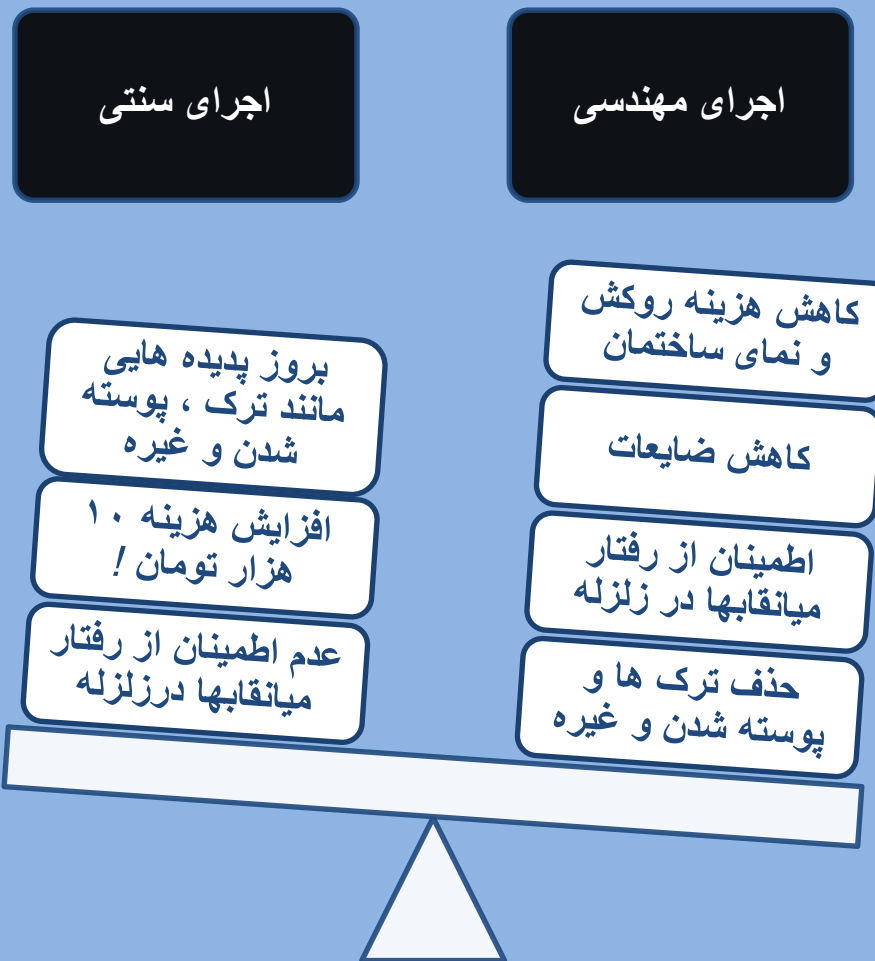 اجرای مهندسی
کاهش هزینه روکش
و نمای ساختمان
کاهش ضایعات
اطمینان از رفتار
میانقابها در زلزله
حذف ترک ها و
پوسته شدن و غیره
اجرای سنتی
بروز پدیده هایی
مانند ترک ، پوسته
شدن و غیره
افزایش هزینه ۱۰
هزار تومان !
عدم اطمینان از رفتار
میانقابها درزلزله